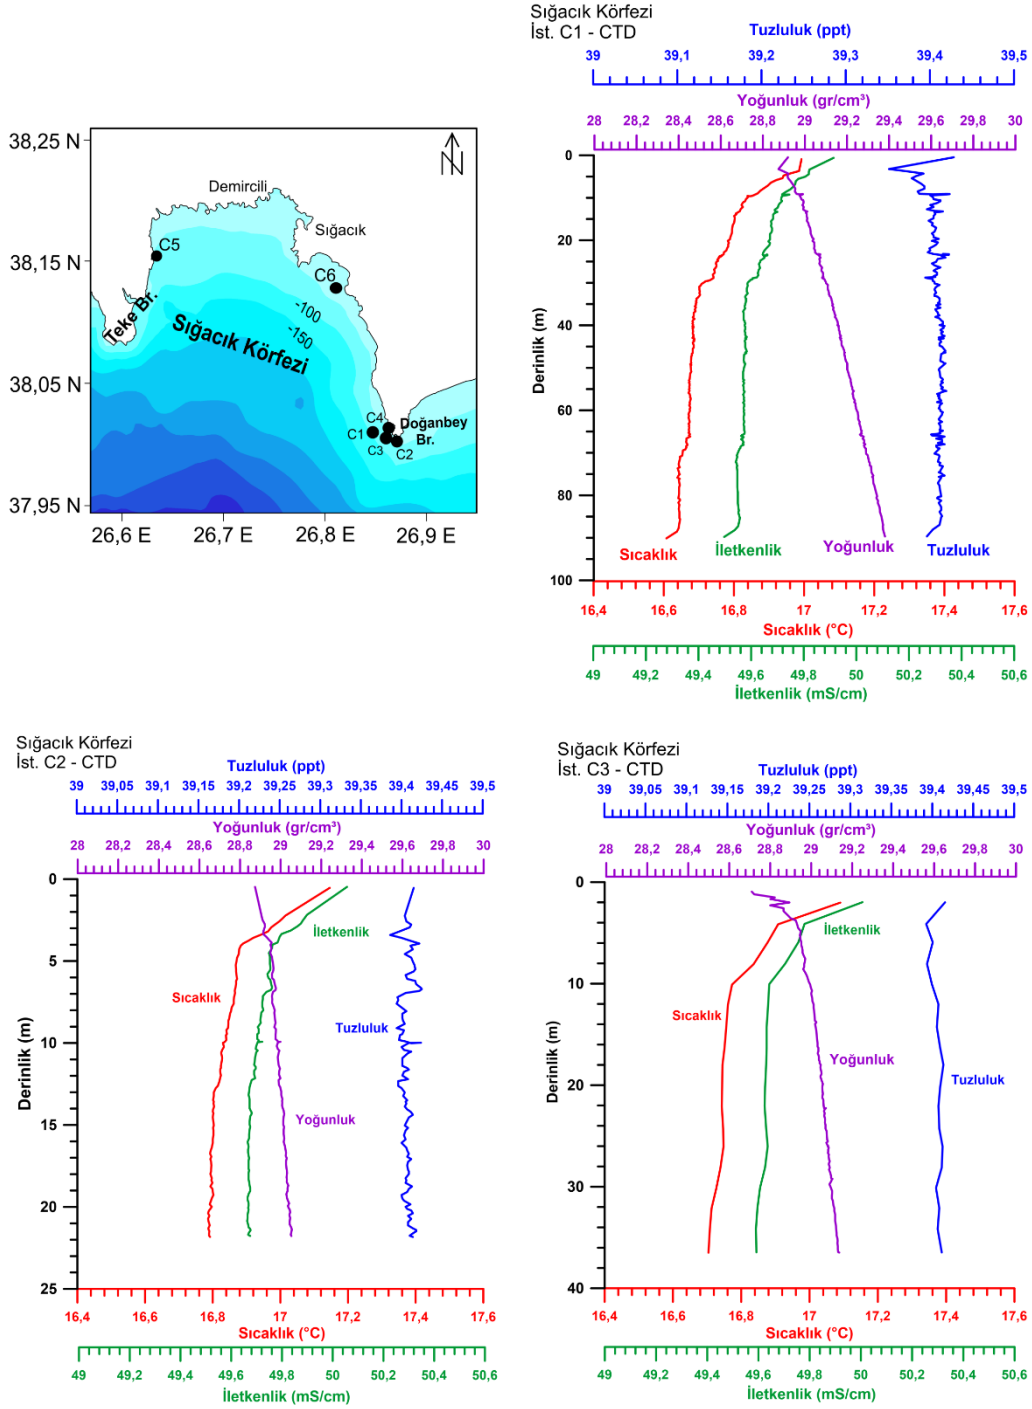 38,25 N
38,15 N
38,05 N
37,95 N
26,6 E 26,7 E 26,8 E 26,9 E
N
Demircili
Sığacık
C5
C6
Teke Br.
-100
-150
Sığacık Körfezi
C4
C1
C3
C2
Doğanbey
Br.
Sığacık Körfezi
İst. C1 - CTD
Tuzluluk (ppt)
39 39,1 39,2 39,3 39,4 39,5
Yoğunluk (gr/cm³)
28 28,2 28,4 28,6 28,8 29 29,2 29,4 29,6 29,8 30
0
20
40
60
80
100
Derinlik (m)
Sıcaklık İletkenlik Yoğunluk Tuzluluk
16,4 16,6 16,8 17 17,2 17,4 17,6
Sıcaklık (°C)
49 49,2 49,4 49,6 49,8 50 50,2 50,4 50,6
İletkenlik (mS/cm)
Sığacık Körfezi
İst. C2 - CTD
Tuzluluk (ppt)
39 39,05 39,1 39,15 39,2 39,25 39,3 39,35 39,4 39,45 39,5
Yoğunluk (gr/cm³)
28 28,2 28,4 28,6 28,8 29 29,2 29,4 29,6 29,8 30
0
5
10
15
20
25
Derinlik (m)
İletkenlik
Sıcaklık
Tuzluluk
Yoğunluk
16,4 16,6 16,8 17 17,2 17,4 17,6
Sıcaklık (°C)
49 49,2 49,4 49,6 49,8 50 50,2 50,4 50,6
İletkenlik (mS/cm)
Sığacık Körfezi
İst. C3 - CTD
Tuzluluk (ppt)
39 39,05 39,1 39,15 39,2 39,25 39,3 39,35 39,4 39,45 39,5
Yoğunluk (gr/cm³)
28 28,2 28,4 28,6 28,8 29 29,2 29,4 29,6 29,8 30
0
10
20
30
40
Derinlik (m)
İletkenlik
Sıcaklık
Yoğunluk
Tuzluluk
16,4 16,6 16,8 17 17,2 17,4 17,6
Sıcaklık (°C)
49 49,2 49,4 49,6 49,8 50 50,2 50,4 50,6
İletkenlik (mS/cm)